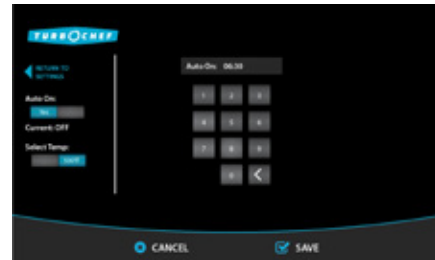 TURBOCHEF
RETURN TO
SETTINGS
Auto On: 06:30
Auto On:
Yes
Current: OFF
Select Temp:
1 2 3
4 5 6
7 8 9
0
CANCEL
SAVE